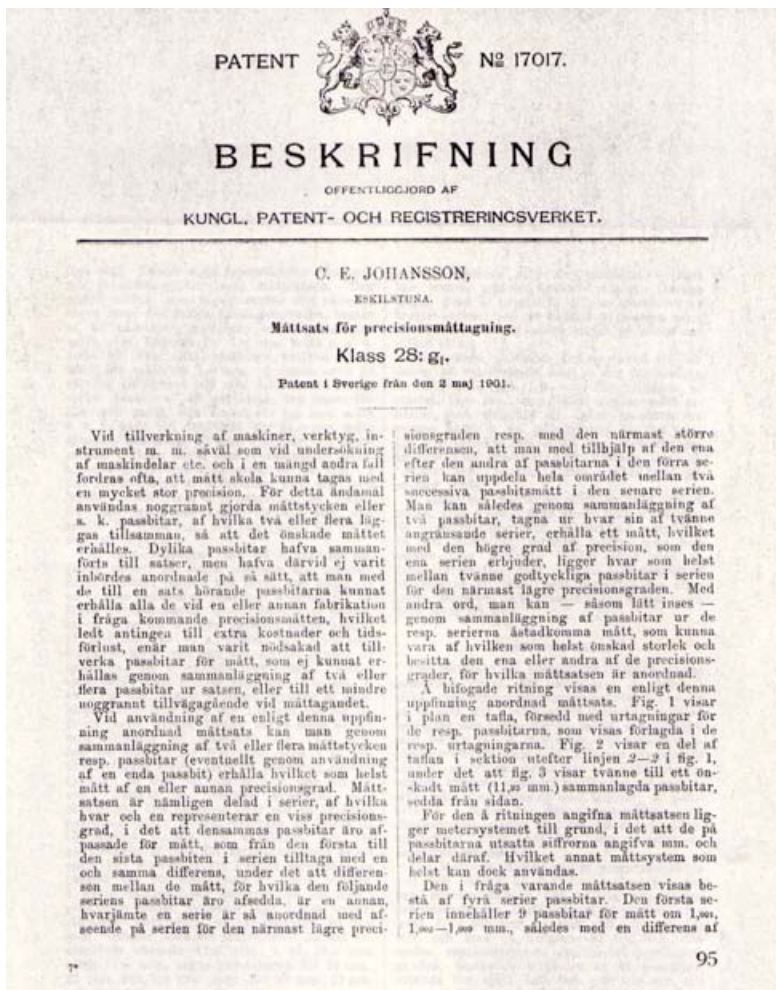 PATENT Nº 17017.
BESKRIFNING
OFFENTLIGGJORD AF
KUNGL. PATENT- OCH REGISTRERINGSVERKET.
C. E. JOHANSSON,
ESKILSTUNA.
Måttsats för precisionsmåttagning.
Klass 28: g₁.
Patent i Sverige från den 2 maj 1901.
Vid tillverkning af maskiner, verktyg, in-
strument m. m. såväl som vid undersökning
af maskindelar etc. och i en mängd andra fall
fordras ofta, att mått skola kunna tagas med
en mycket stor precision. För detta ändamål
användas noggrannt gjorda måttstycken eller
s. k. passbitar, af hvilka två eller flera läg-
gas tillsamman, så att det önskade måttet
erhålles. Dylika passbitar hafva samman-
förts till satser, men hafva därvid ej varit
inbördes anordnade på så sätt, att man med
de till en sats hörande passbitarna kunnat
erhålla alla de vid en eller annan fabrikation
i fråga kommande precisionsmåtten, hvilket
ledt antingen till extra kostnader och tids-
förlust, enär man varit nödsakad att till-
verka passbitar för mått, som ej kunnat er-
hållas genom sammanläggning af två eller
flera passbitar ur satsen, eller till ett mindre
noggrannt tillvägagående vid måttagandet.
Vid användning af en enligt denna uppfin-
ning anordnad måttsats kan man genom
sammanläggning af två eller flera måttstycken
resp. passbitar (eventuellt genom användning
af en enda passbit) erhålla hvilket som helst
mått af en eller annan precisionsgrad. Mått-
satsen är nämligen delad i serier, af hvilka
hvar och en representerar en viss precisions-
grad, i det att densammas passbitar äro af-
passade för mått, som från den första till
den sista passbiten i serien tilltaga med en
och samma differens, under det att differen-
sen mellan de mått, för hvilka den följande
seriens passbitar äro afsedda, är en annan,
hvarjämte en serie är så anordnad med af-
seende på serien för den närmast lägre preci-
sionsgraden resp. med den närmast större
differensen, att man med tillhjälp af den ena
efter den andra af passbitarna i den förra se-
rien kan uppdela hela området mellan två
successiva passbitsmått i den senare serien.
Man kan således genom sammanläggning af
två passbitar, tagna ur hvar sin af tvänne
angränsande serier, erhålla ett mått, hvilket
med den högre grad af precision, som den
ena serien erbjuder, ligger hvar som helst
mellan tvänne godtyckliga passbitar i serien
för den närmast lägre precisionsgraden. Med
andra ord, man kan — såsom lätt inses —
genom sammanläggning af passbitar ur de
resp. serierna åstadkomma mått, som kunna
vara af hvilken som helst önskad storlek och
besitta den ena eller andra af de precisions-
grader, för hvilka måttsatsen är anordnad.
Å bifogade ritning visas en enligt denna
uppfinning anordnad måttsats. Fig. 1 visar
i plan en tafla, försedd med urtagningar för
de resp. passbitarna, som visas förlagda i de
resp. urtagningarna. Fig. 2 visar en del af
taflan i sektion utefter linjen 2—2 i fig. 1,
under det att fig. 3 visar tvänne till ett ön-
skadt mått mm.) sammanlagda passbitar,
sedda från sidan.
För den å ritningen angifna måttsatsen lig-
ger metersystemet till grund, i det att de på
passbitarna utsatta siffrorna angifva mm. och
delar däraf. Hvilket annat måttsystem som
helst kan dock användas.
Den i fråga varande måttsatsen visas be-
stå af fyra serier passbitar. Den första se-
rien innehåller 9 passbitar för mått om 1,001,
1,002—1,009 mm., således med en differens af
7*
95